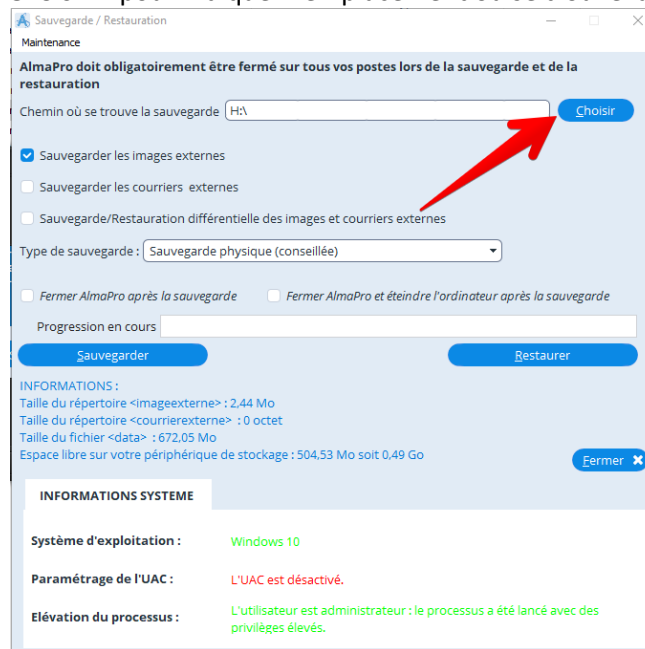 Sauvegarde / Restauration
Maintenance
AlmaPro doit obligatoirement être fermé sur tous vos postes lors de la sauvegarde et de la
restauration
Chemin où se trouve la sauvegarde H:\ Choisir
Sauvegarder les images externes
Sauvegarder les courriers externes
Sauvegarde/Restauration différentielle des images et courriers externes
Type de sauvegarde : Sauvegarde physique (conseillée)
Fermer AlmaPro après la sauvegarde Fermer AlmaPro et éteindre l'ordinateur après la sauvegarde
Progression en cours
Sauvegarder Restaurer
INFORMATIONS :
Taille du répertoire <imageexterne> : 2,44 Mo
Taille du répertoire <courrierexterne> : 0 octet
Taille du fichier <data> : 672,05 Mo
Espace libre sur votre périphérique de stockage : 504,53 Mo soit 0,49 Go
Fermer
INFORMATIONS SYSTEME
Système d'exploitation : Windows 10
Paramétrage de l'UAC : L'UAC est désactivé.
Elévation du processus : L'utilisateur est administrateur : le processus a été lancé avec des
privilèges élevés.